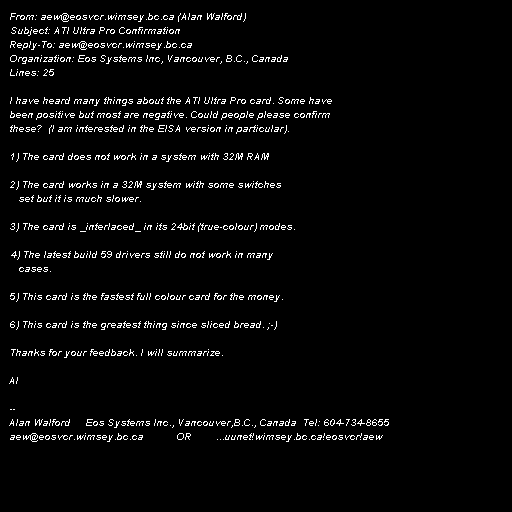 From: aew@eosvcr.wimsey.bc.ca (Alan Walford)
Subject: ATI Ultra Pro Confirmation
Reply-To: aew@eosvcr.wimsey.bc.ca
Organization: Eos Systems Inc, Vancouver, B.C., Canada
Lines: 25

I have heard many things about the ATI Ultra Pro card. Some have
been positive but most are negative. Could people please confirm
these?  (I am interested in the EISA version in particular).

1) The card does not work in a system with 32M RAM

2) The card works in a 32M system with some switches
   set but it is much slower.

3) The card is _interlaced_ in its 24bit (true-colour) modes.

4) The latest build 59 drivers still do not work in many
   cases.

5) This card is the fastest full colour card for the money.

6) This card is the greatest thing since sliced bread. ;-)

Thanks for your feedback. I will summarize.

Al

--
Alan Walford     Eos Systems Inc., Vancouver,B.C., Canada  Tel: 604-734-8655
aew@eosvcr.wimsey.bc.ca           OR        ...uunet!wimsey.bc.ca!eosvcr!aew